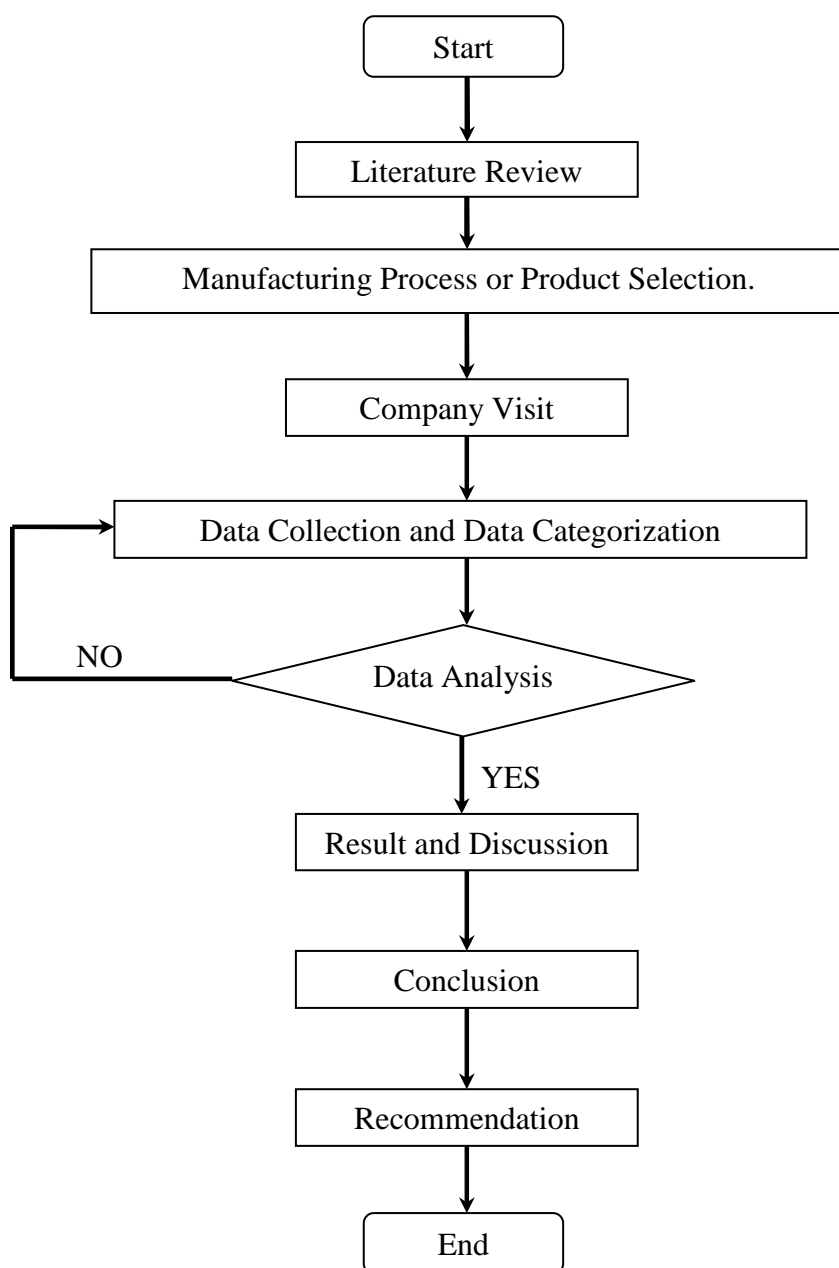 Start
Literature Review
Manufacturing Process or Product Selection.
Company Visit
Data Collection and Data Categorization
NO
Data Analysis
YES
Result and Discussion
Conclusion
Recommendation
End